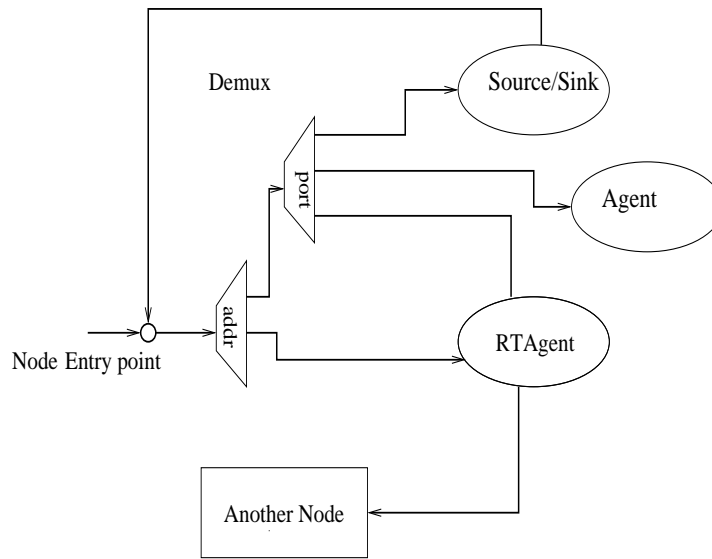 Demux
Source/Sink
port
Agent
addr
Node Entry point
RTAgent
Another Node